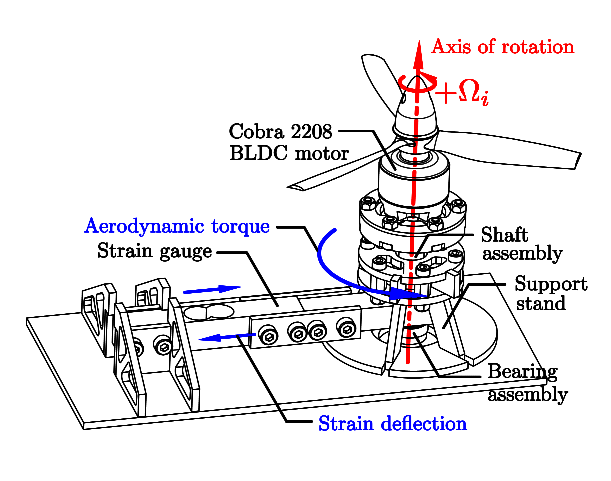 Axis of rotation
+Ωi
Cobra 2208
BLDC motor
Aerodynamic torque
Strain gauge
Shaft
assembly
Support
stand
Bearing
assembly
Strain deflection